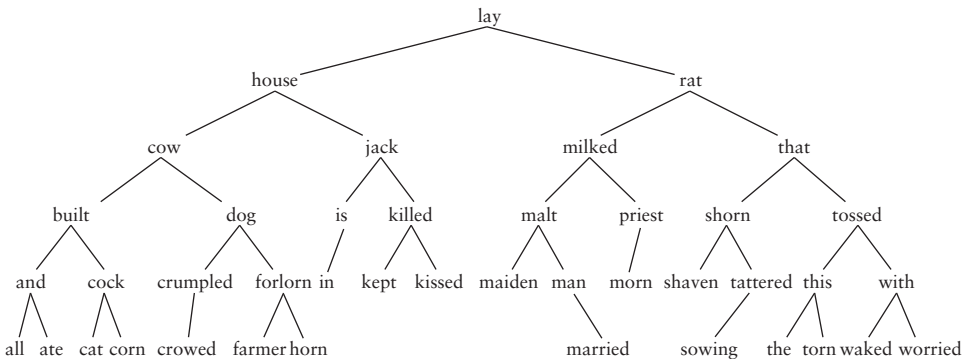 lay
house rat
cow jack milked that
built dog is killed malt priest shorn tossed
and cock crumpled forlorn in kept kissed maiden man morn shaven tattered this with
all ate cat corn crowed farmer horn married sowing the torn waked worried